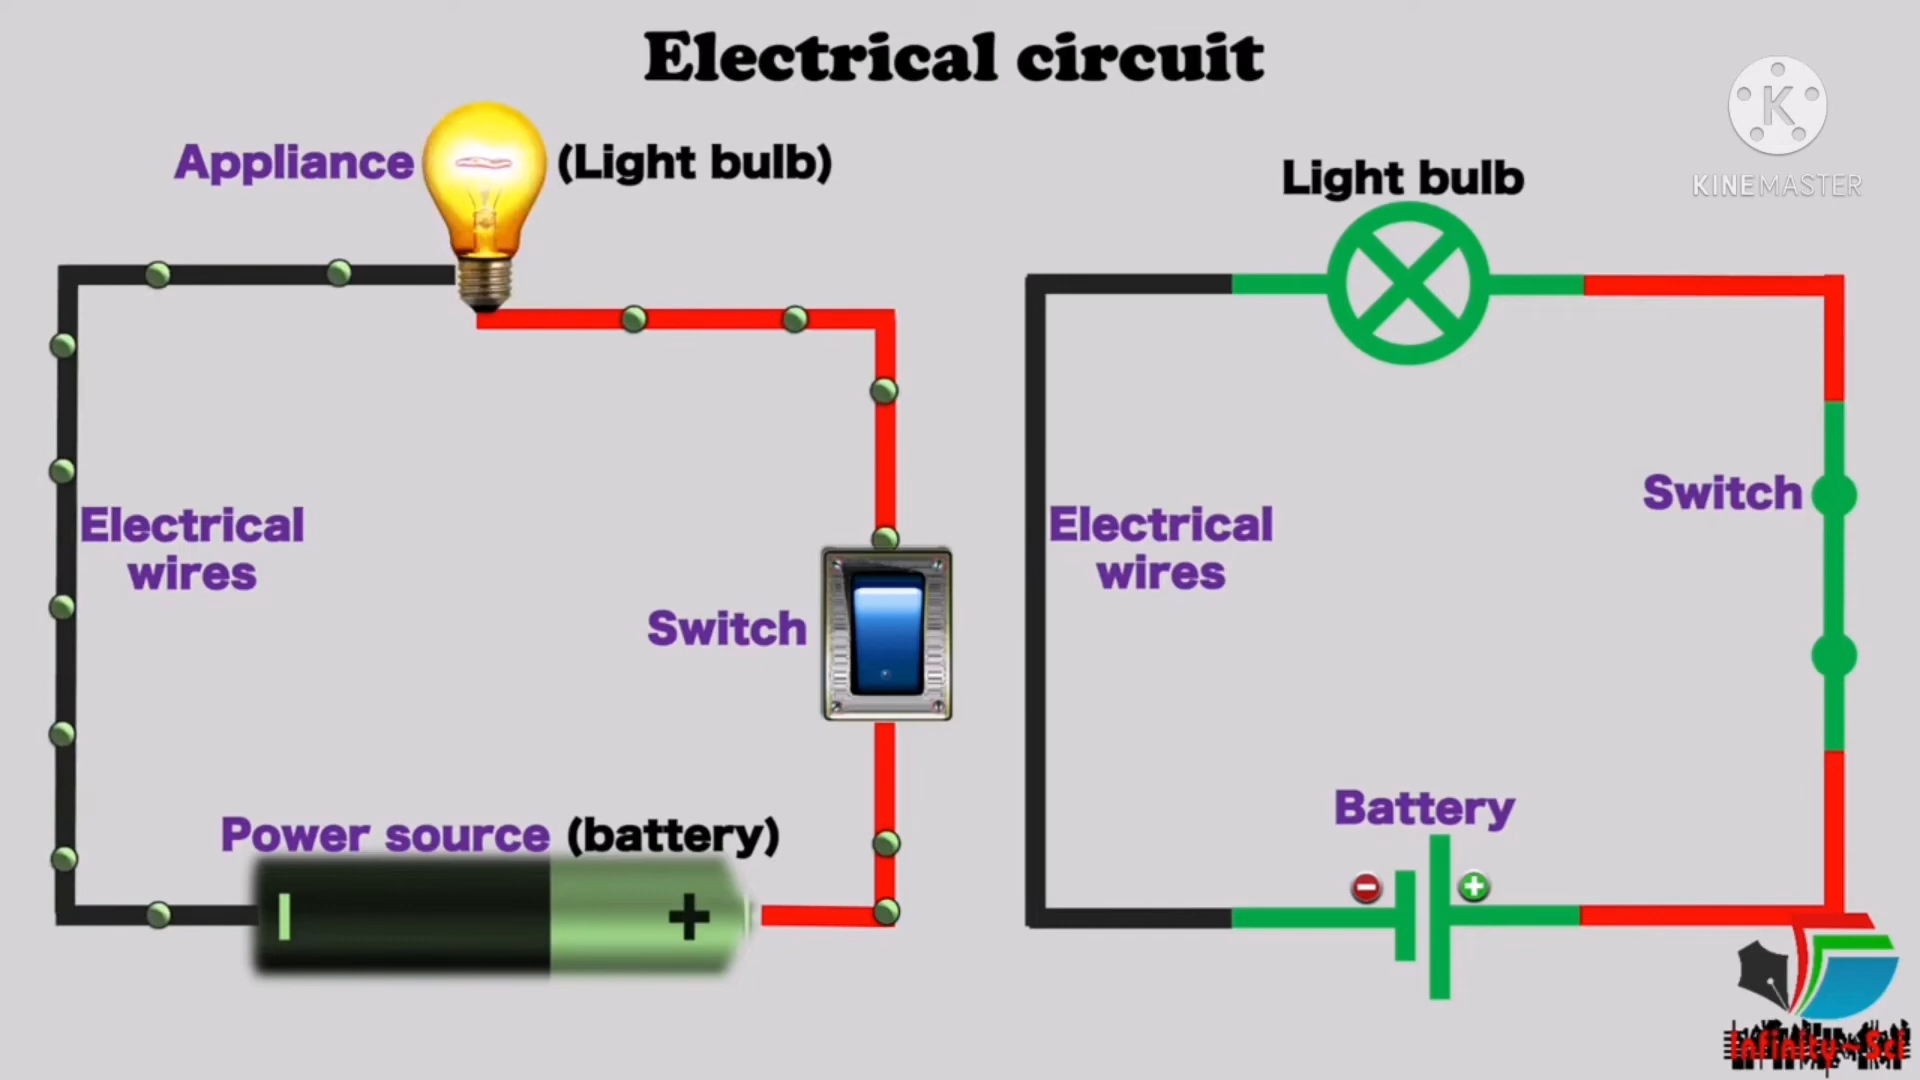 Electrical circuit
K
KINEMASTER
Appliance (Light bulb)
Light bulb
Electrical
wires
Switch
Power source (battery)
Electrical
wires
Switch
Battery
Infinity~Sci